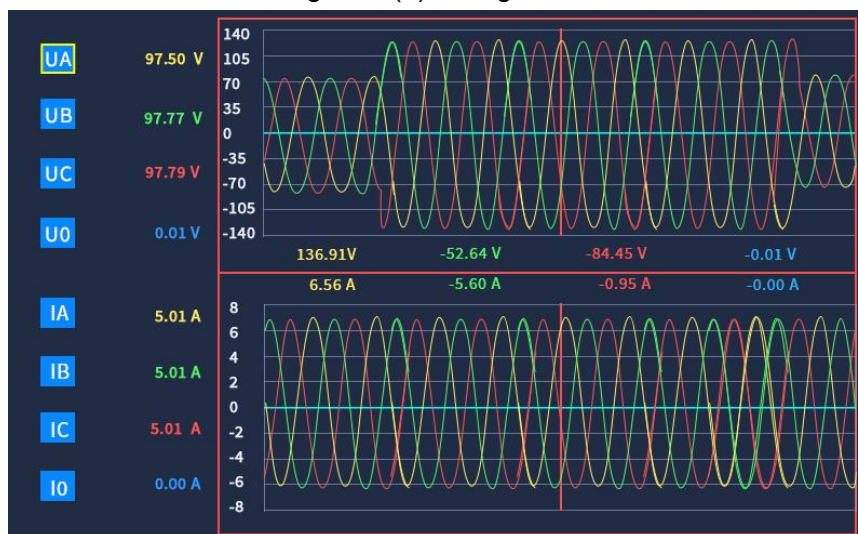 UA 97.50 V
UB 97.77 V
UC 97.79 V
U0 0.01 V
140
105
70
35
0
-35
-70
-105
-140
136.91V -52.64 V -84.45 V -0.01 V
6.56 A -5.60 A -0.95 A -0.00 A
IA 5.01 A
IB 5.01 A
IC 5.01 A
I0 0.00 A
8
6
4
2
0
-2
-4
-6
-8